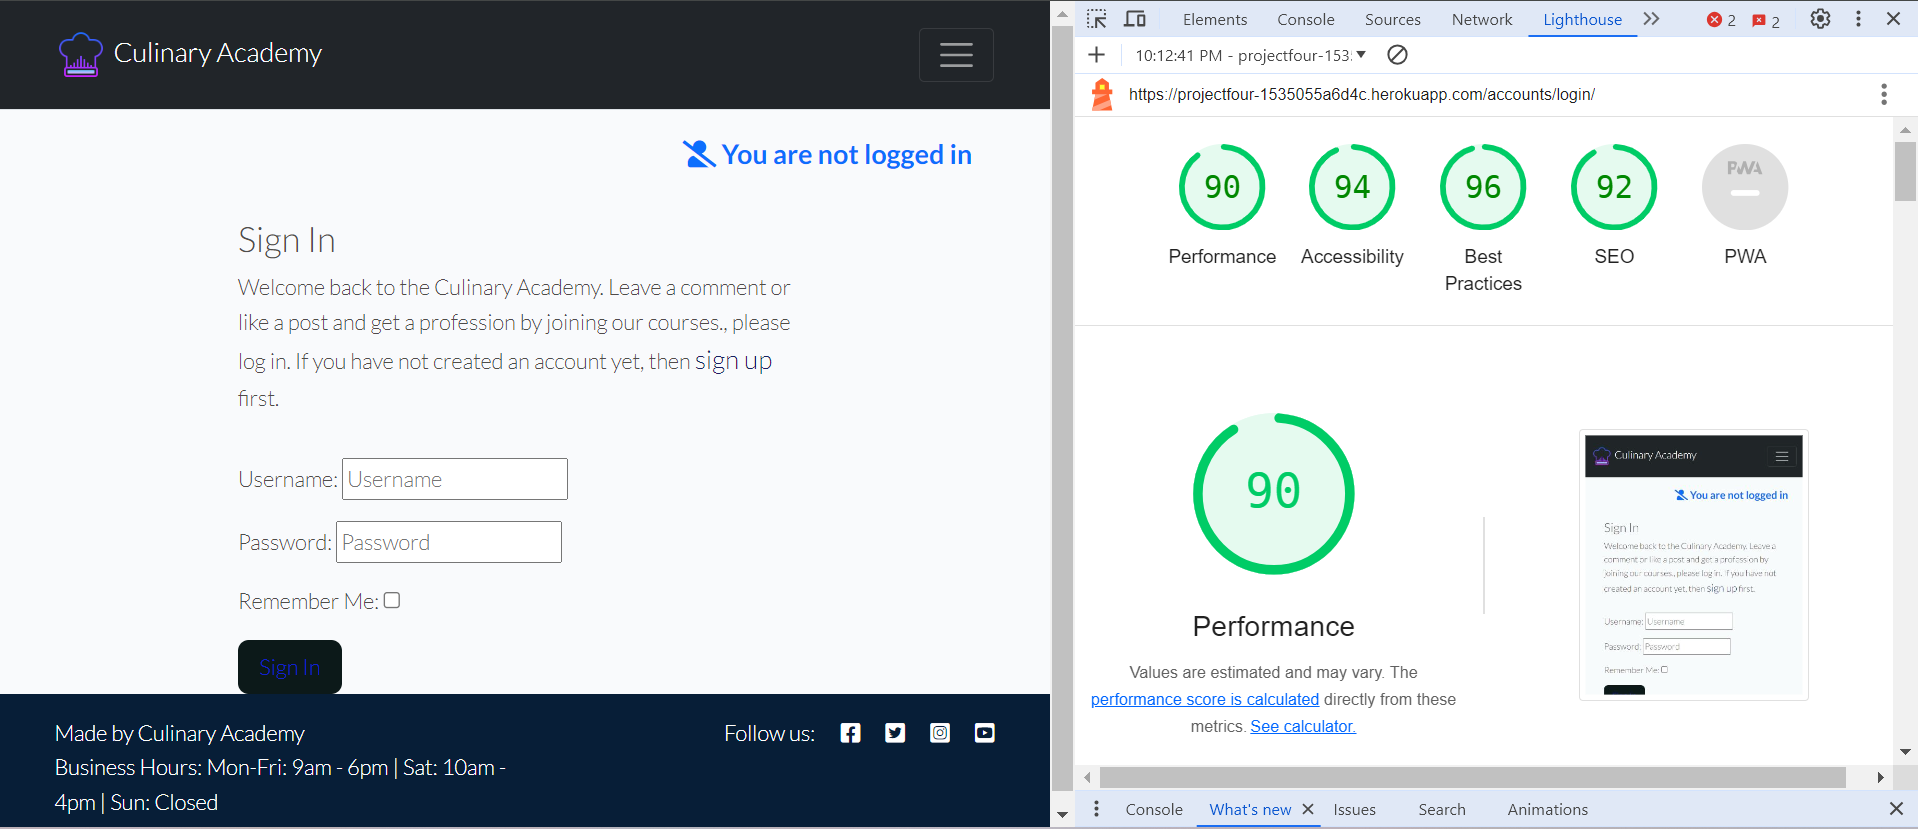 Culinary Academy
You are not logged in
Sign In
Welcome back to the Culinary Academy. Leave a comment or
like a post and get a profession by joining our courses., please
log in. If you have not created an account yet, then sign up
first.
Username: Username
Password: Password
Remember Me:
Sign In
Made by Culinary Academy
Business Hours: Mon-Fri: 9am - 6pm | Sat: 10am -
4pm | Sun: Closed
Follow us:
Elements Console Sources Network Lighthouse 2 2
10:12:41 PM - projectfour-153
https://projectfour-1535055a6d4c.herokuapp.com/accounts/login/
90 94 96 92 PWA
Performance Accessibility Best Practices SEO PWA
90
Performance
Values are estimated and may vary. The
performance score is calculated directly from these
metrics. See calculator.
Culinary Academy
You are not logged in
Sign In
Welcome back to the Culinary Academy. Leave a
comment or like a post and get a profession by
joining our courses., please log in. If you have not
created an account yet, then sign up first.
Username: Username
Password: Password
Remember Me:
Console What's new Issues Search Animations